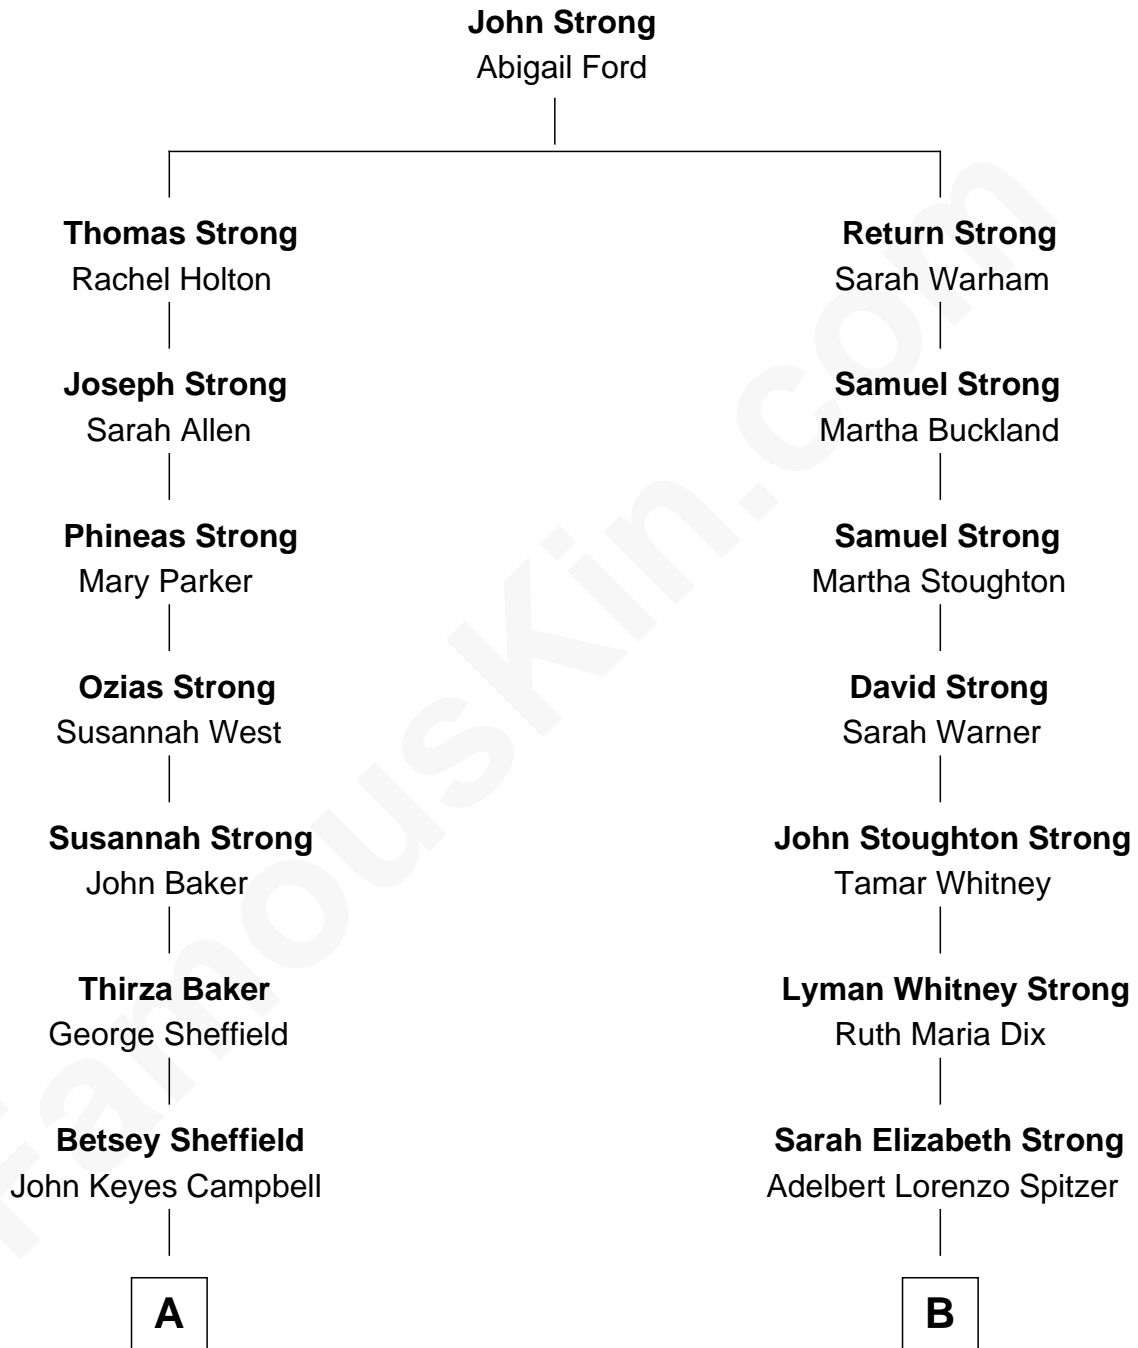 John Strong
Abigail Ford
Thomas Strong
Rachel Holton
Joseph Strong
Sarah Allen
Phineas Strong
Mary Parker
Ozias Strong
Susannah West
Susannah Strong
John Baker
Thirza Baker
George Sheffield
Betsey Sheffield
John Keyes Campbell
A
Return Strong
Sarah Warham
Samuel Strong
Martha Buckland
Samuel Strong
Martha Stoughton
David Strong
Sarah Warner
John Stoughton Strong
Tamar Whitney
Lyman Whitney Strong
Ruth Maria Dix
Sarah Elizabeth Strong
Adelbert Lorenzo Spitzer
B
FamousKin.com